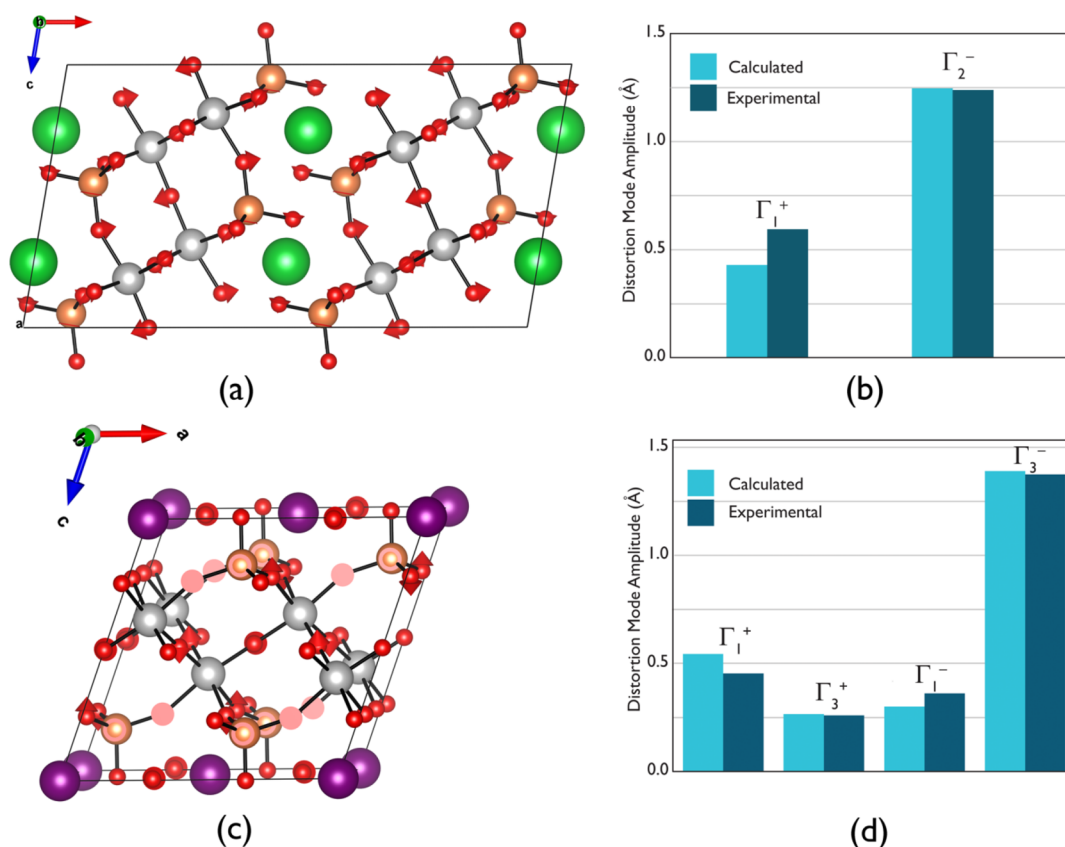 b
c
a
a
(a)
(b)
Distortion Mode Amplitude (Å)
1.5
1.0
0.5
0.0
Calculated
Experimental
Γ₁⁺
Γ₂⁻
b
a
c
(c)
(d)
Distortion Mode Amplitude (Å)
1.5
1.0
0.5
0.0
Calculated
Experimental
Γ₁⁺
Γ₃⁺
Γ₁⁻
Γ₃⁻